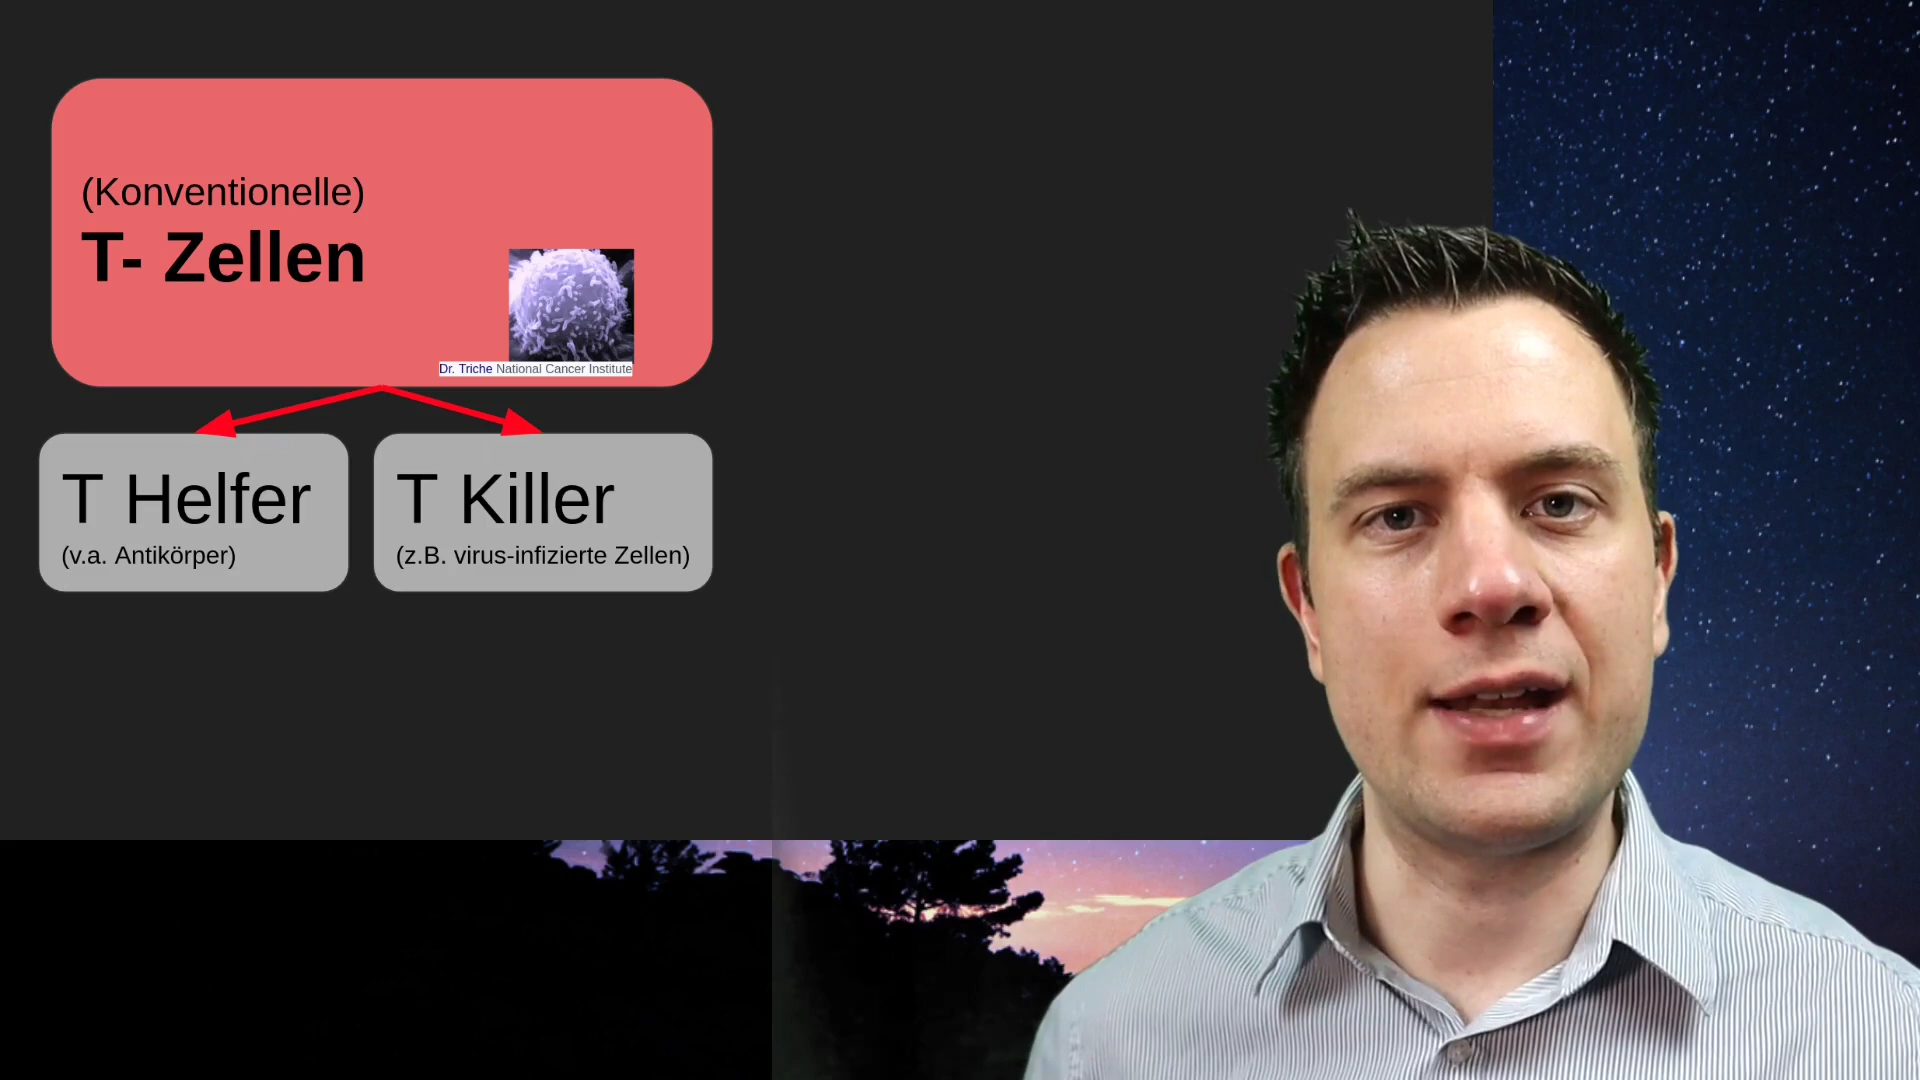 (Konventionelle)
T- Zellen
Dr. Triche National Cancer Institute
T Helfer
(v.a. Antikörper)
T Killer
(z.B. virus-infizierte Zellen)